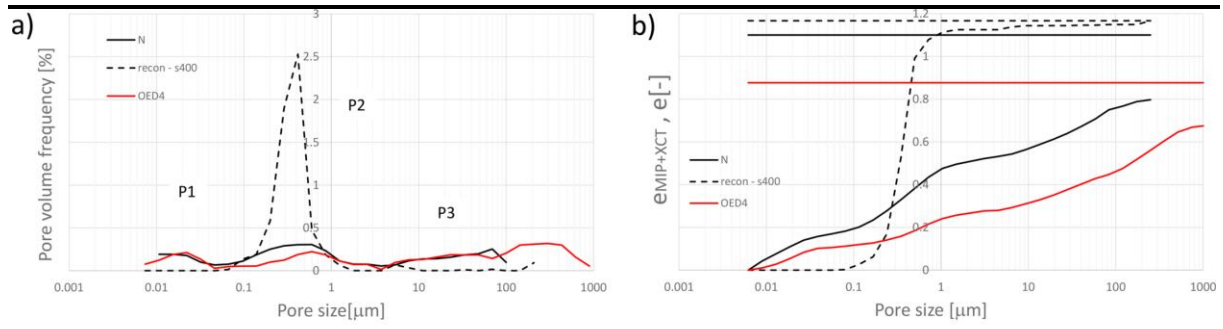 a)
Pore volume frequency [%]
3
2.5
2
1.5
1
0.5
0
N
recon - s400
OED4
P1
P2
P3
0.001
0.01
0.1
1
10
100
1000
Pore size[μm]
b)
eMIP+XCT , e[-]
1.2
1
0.8
0.6
0.4
0.2
0
N
recon - s400
OED4
0.001
0.01
0.1
1
10
100
1000
Pore size [μm]